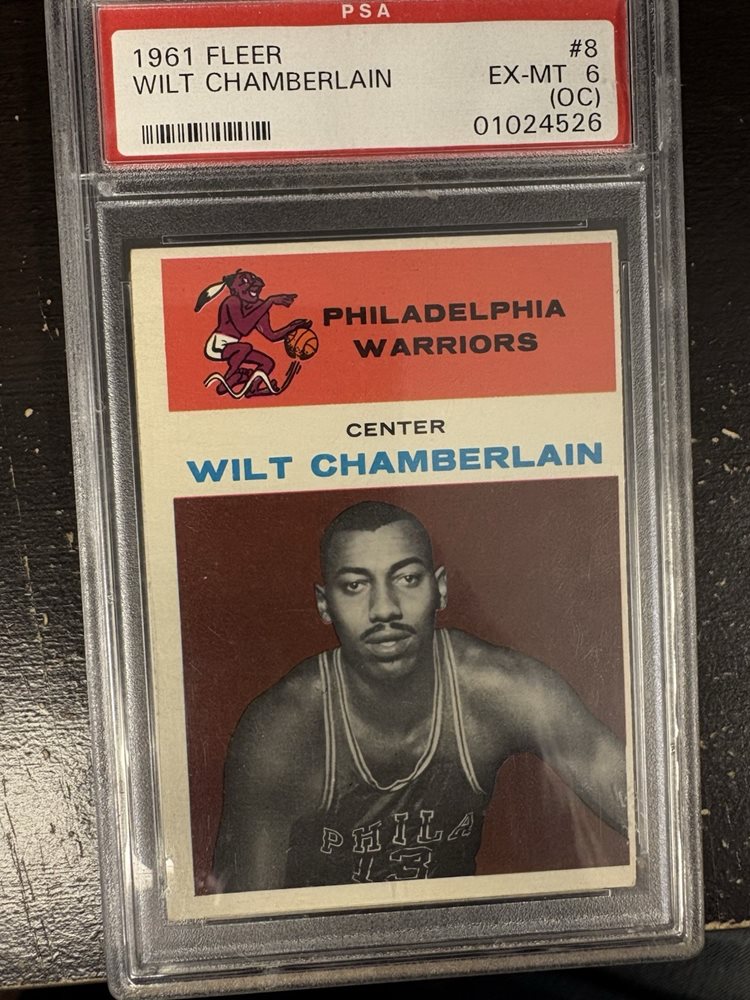 PSA
1961 FLEER #8
WILT CHAMBERLAIN EX-MT 6
(OC)
01024526
PHILADELPHIA
WARRIORS
CENTER
WILT CHAMBERLAIN
PHILA
13